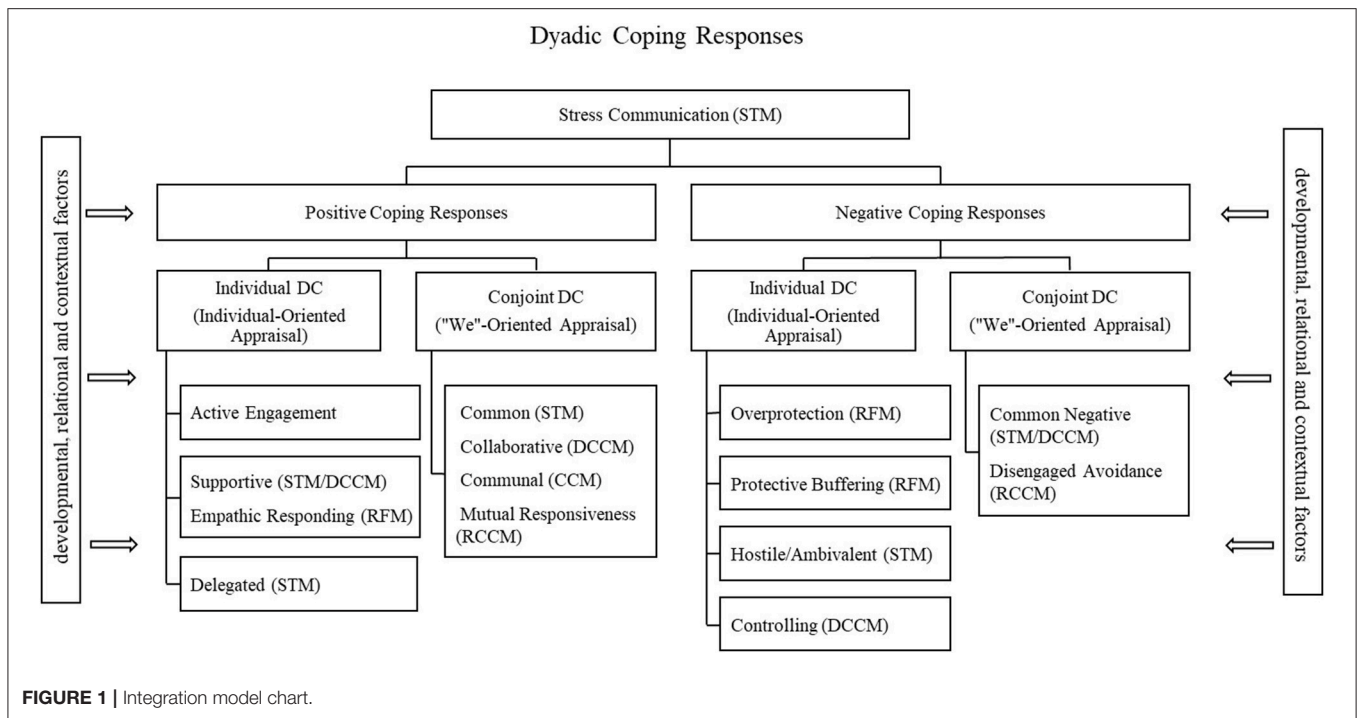 Dyadic Coping Responses
Stress Communication (STM)
developmental, relational and contextual factors
Positive Coping Responses
Negative Coping Responses
developmental, relational and contextual factors
Individual DC
(Individual-Oriented
Appraisal)
Conjoint DC
("We"-Oriented Appraisal)
Individual DC
(Individual-Oriented
Appraisal)
Conjoint DC
("We"-Oriented Appraisal)
Active Engagement
Supportive (STM/DCCM)
Empathic Responding (RFM)
Delegated (STM)
Common (STM)
Collaborative (DCCM)
Communal (CCM)
Mutual Responsiveness
(RCCM)
Overprotection (RFM)
Protective Buffering (RFM)
Hostile/Ambivalent (STM)
Controlling (DCCM)
Common Negative
(STM/DCCM)
Disengaged Avoidance
(RCCM)
FIGURE 1 | Integration model chart.